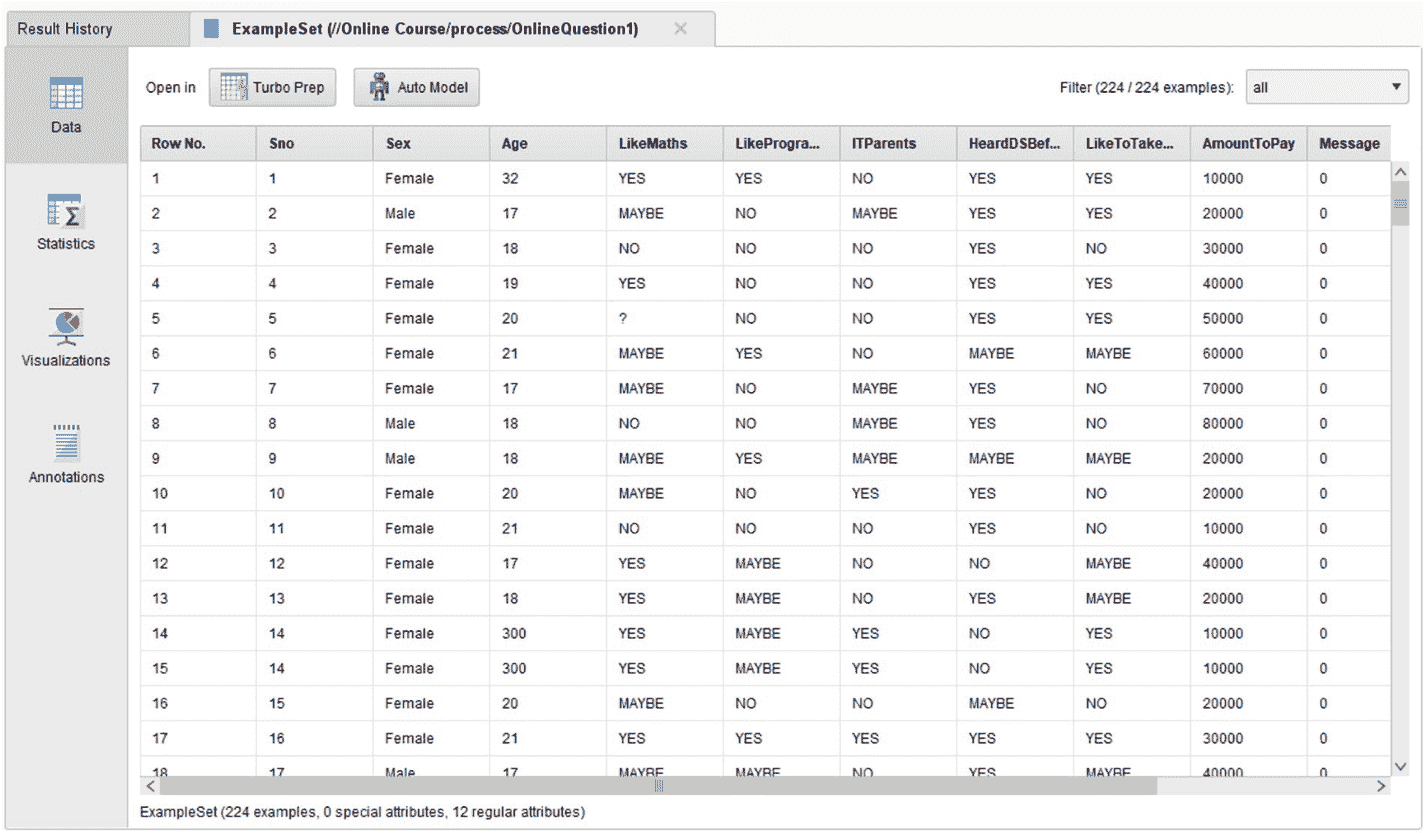 Result History ExampleSet (//Online Course/process/OnlineQuestion1)
Open in Turbo Prep Auto Model Filter (224 / 224 examples): all
Data
Statistics
Visualizations
Annotations
Row No. Sno Sex Age LikeMaths LikeProgra... ITParents HeardDSBef... LikeToTake... AmountToPay Message
1 1 Female 32 YES YES NO YES YES 10000 0
2 2 Male 17 MAYBE NO MAYBE YES YES 20000 0
3 3 Female 18 NO NO NO YES NO 30000 0
4 4 Female 19 YES NO NO YES YES 40000 0
5 5 Female 20 ? NO NO YES YES 50000 0
6 6 Female 21 MAYBE YES NO MAYBE MAYBE 60000 0
7 7 Female 17 MAYBE NO MAYBE YES NO 70000 0
8 8 Male 18 NO NO MAYBE YES NO 80000 0
9 9 Male 18 MAYBE YES MAYBE MAYBE MAYBE 20000 0
10 10 Female 20 MAYBE NO YES YES NO 20000 0
11 11 Female 21 NO NO NO YES NO 10000 0
12 12 Female 17 YES MAYBE NO NO MAYBE 40000 0
13 13 Female 18 YES MAYBE NO YES MAYBE 20000 0
14 14 Female 300 YES MAYBE YES NO YES 10000 0
15 14 Female 300 YES MAYBE YES NO YES 10000 0
16 15 Female 20 MAYBE NO NO MAYBE NO 20000 0
17 16 Female 21 YES YES YES YES YES 30000 0
18 17 Male 17 MAYBE MAYBE NO YES MAYBE 40000 0
ExampleSet (224 examples, 0 special attributes, 12 regular attributes)